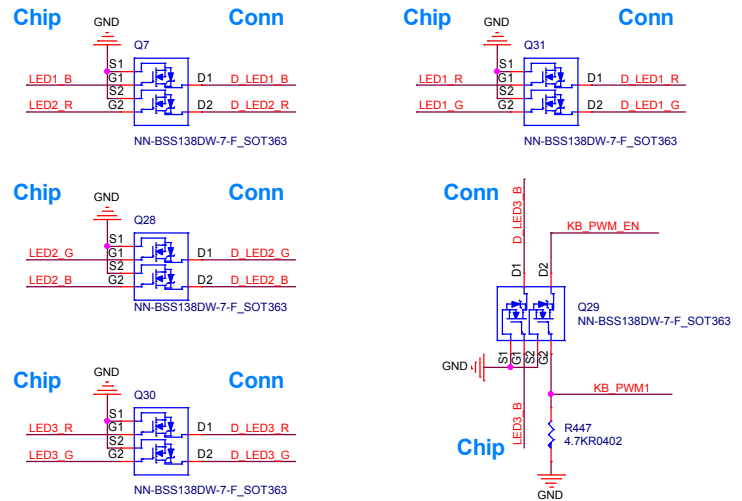 Chip
GND
Conn
Q7
S1
LED1_B
G1
D1
D_LED1_B
S2
LED2_R
G2
D2
D_LED2_R
NN-BSS138DW-7-F_SOT363
Chip
GND
Conn
Q31
S1
LED1_R
G1
D1
D_LED1_R
S2
LED1_G
G2
D2
D_LED1_G
NN-BSS138DW-7-F_SOT363
Chip
GND
Conn
Q28
S1
LED2_G
G1
D1
D_LED2_G
S2
LED2_B
G2
D2
D_LED2_B
NN-BSS138DW-7-F_SOT363
Conn
D_LED3_B
KB_PWM_EN
D1
D2
Q29
NN-BSS138DW-7-F_SOT363
GND
S1
G1
S2
G2
KB_PWM1
LED3_B
Chip
R447
4.7KR0402
GND
Chip
GND
Conn
Q30
S1
LED3_R
G1
D1
D_LED3_R
S2
LED3_G
G2
D2
D_LED3_G
NN-BSS138DW-7-F_SOT363